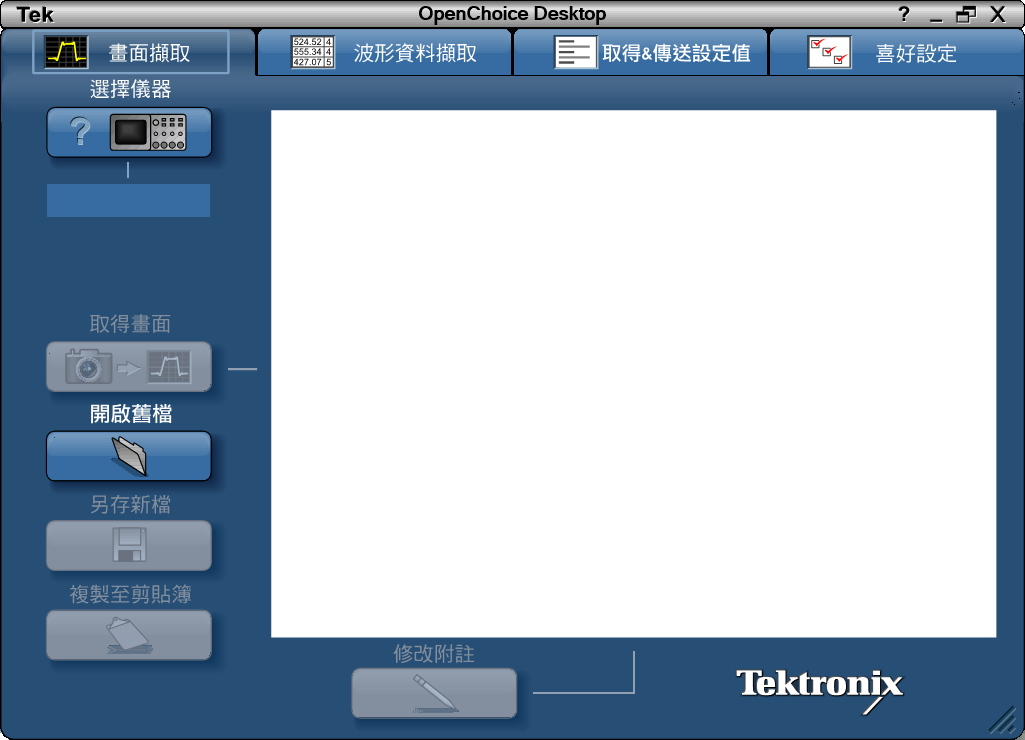 Tek
OpenChoice Desktop
? _ X
畫面擷取
524.52 4
555.34 4
427.07 5
波形資料擷取
取得&傳送設定值
喜好設定
選擇儀器
?
取得畫面
開啟舊檔
另存新檔
複製至剪貼簿
修改附註
Tektronix